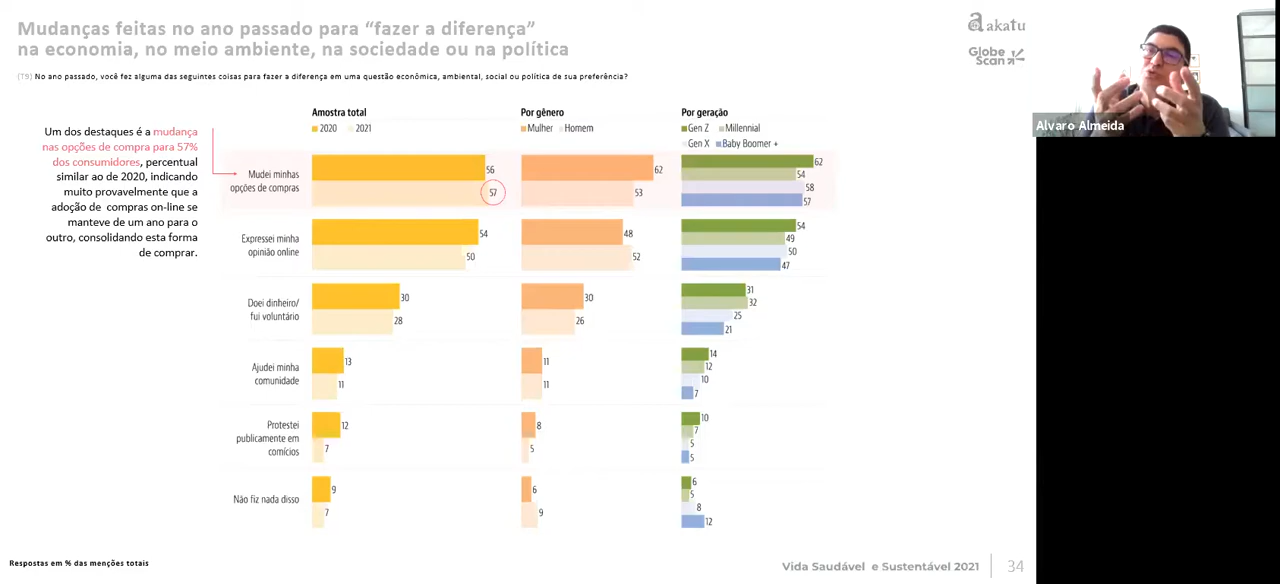 Mudanças feitas no ano passado para “fazer a diferença”
na economia, no meio ambiente, na sociedade ou na política
akatu
Globe
Scan
(T9) No ano passado, você fez alguma das seguintes coisas para fazer a diferença em uma questão econômica, ambiental, social ou política de sua preferência?
Um dos destaques é a mudança
nas opções de compra para 57%
dos consumidores, percentual
similar ao de 2020, indicando
muito provavelmente que a
adoção de compras on-line se
manteve de um ano para o
outro, consolidando esta forma
de comprar.
Amostra total
2020 2021
Por gênero
Mulher Homem
Por geração
Gen Z Millennial
Gen X Baby Boomer +
Mudei minhas
opções de compras
56
57
62
53
62
54
58
57
Expressei minha
opinião online
54
50
48
52
54
49
50
47
Doei dinheiro/
fui voluntário
30
28
30
26
31
32
25
21
Ajudei minha
comunidade
13
11
11
11
14
12
10
7
Protestei
publicamente em
comícios
12
7
8
5
10
7
5
5
Não fiz nada disso
9
7
6
9
6
5
8
12
Respostas em % das menções totais
Vida Saudável e Sustentável 2021 34
Alvaro Almeida